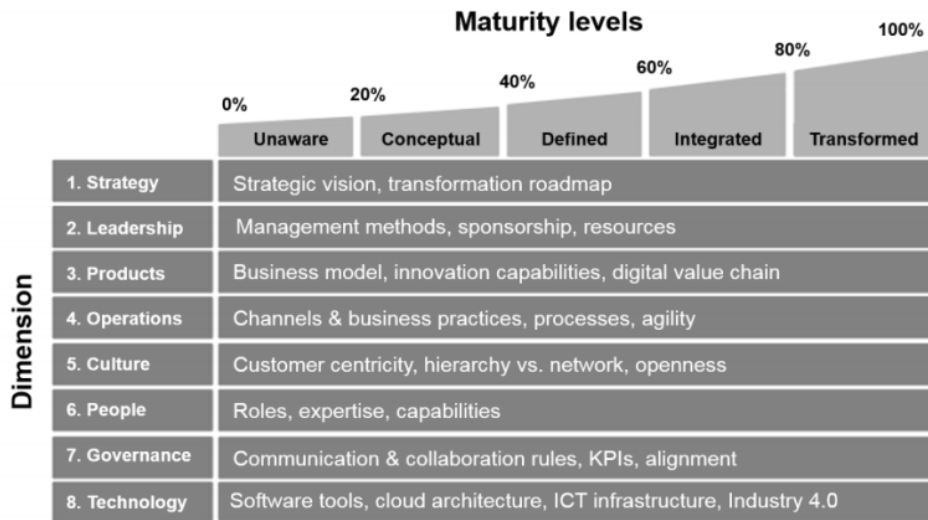 Maturity levels
0% 20% 40% 60% 80% 100%
Unaware Conceptual Defined Integrated Transformed
Dimension
1. Strategy Strategic vision, transformation roadmap
2. Leadership Management methods, sponsorship, resources
3. Products Business model, innovation capabilities, digital value chain
4. Operations Channels & business practices, processes, agility
5. Culture Customer centricity, hierarchy vs. network, openness
6. People Roles, expertise, capabilities
7. Governance Communication & collaboration rules, KPIs, alignment
8. Technology Software tools, cloud architecture, ICT infrastructure, Industry 4.0